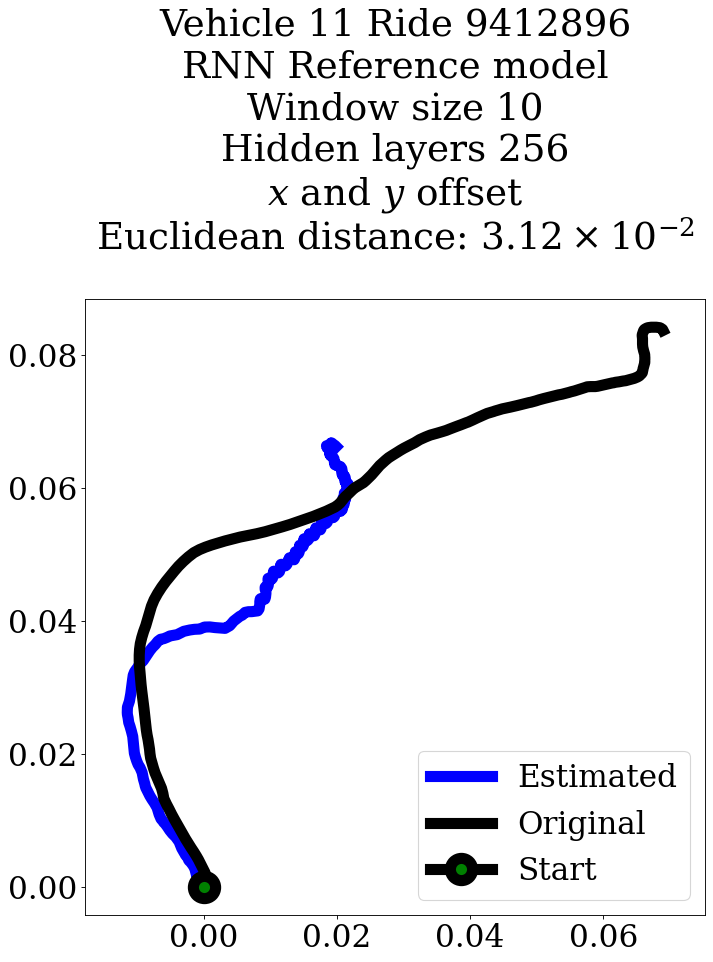 Vehicle 11 Ride 9412896
RNN Reference model
Window size 10
Hidden layers 256
x and y offset
Euclidean distance: 3.12 × 10⁻²
0.08
0.06
0.04
0.02
0.00
0.00 0.02 0.04 0.06
Estimated
Original
Start